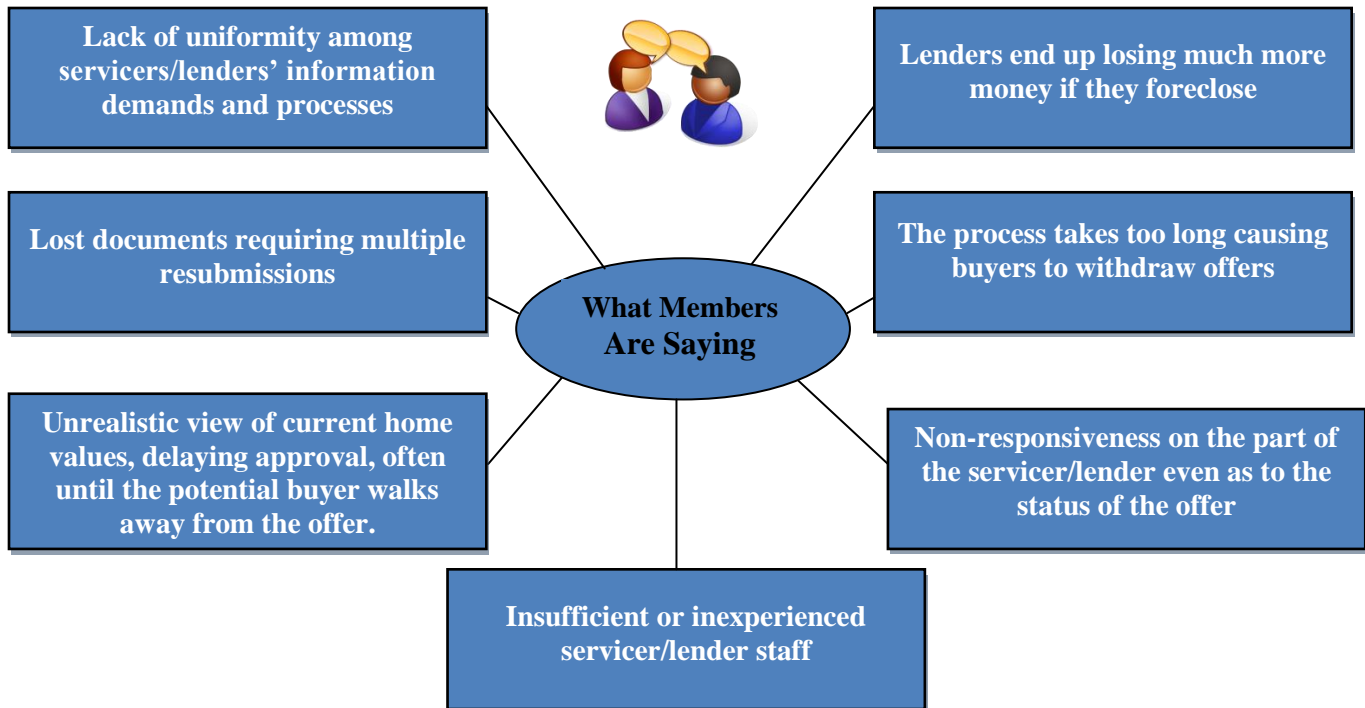 Lack of uniformity among
servicers/lenders’ information
demands and processes
Lenders end up losing much more
money if they foreclose
Lost documents requiring multiple
resubmissions
The process takes too long causing
buyers to withdraw offers
What Members
Are Saying
Unrealistic view of current home
values, delaying approval, often
until the potential buyer walks
away from the offer.
Non-responsiveness on the part of
the servicer/lender even as to the
status of the offer
Insufficient or inexperienced
servicer/lender staff